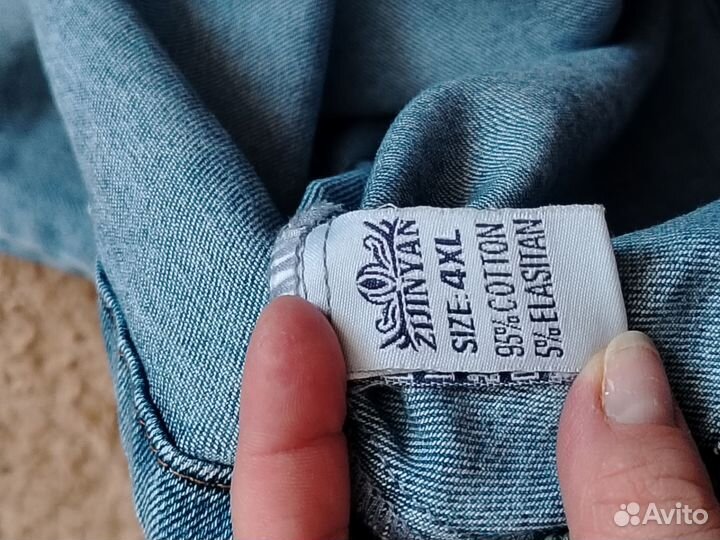 ZIJINYAN
SIZE:4XL
95%COTTON
5%ELASITAN
Avito